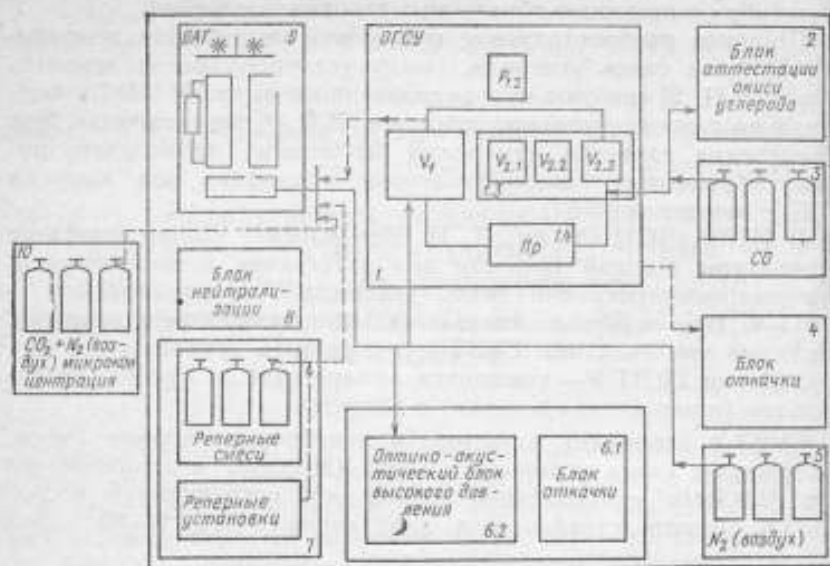 ОАГ
9
ОГСУ
P1.2
V1
V2.1
V2.2
V2.3
1.3
Пр
1.4
1
2
Блок
аттестации
окиси
углерода
3
CO
10
CO2 + N2 (воз-
дух) микрокон
центрация
Блок
нейтрали-
зации
8
Реперные
смеси
Реперные
установки
7
Оптико-акус-
тический блок
высокого дав-
ления
6.2
6.1
Блок
откачки
4
Блок
откачки
5
N2 (воздух)